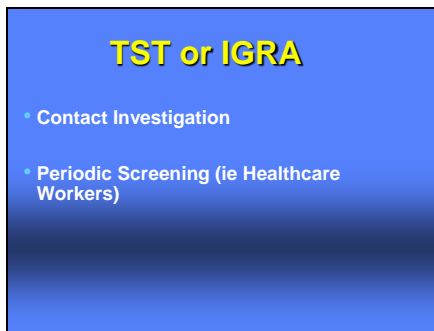 TST or IGRA
• Contact Investigation
• Periodic Screening (ie Healthcare
Workers)